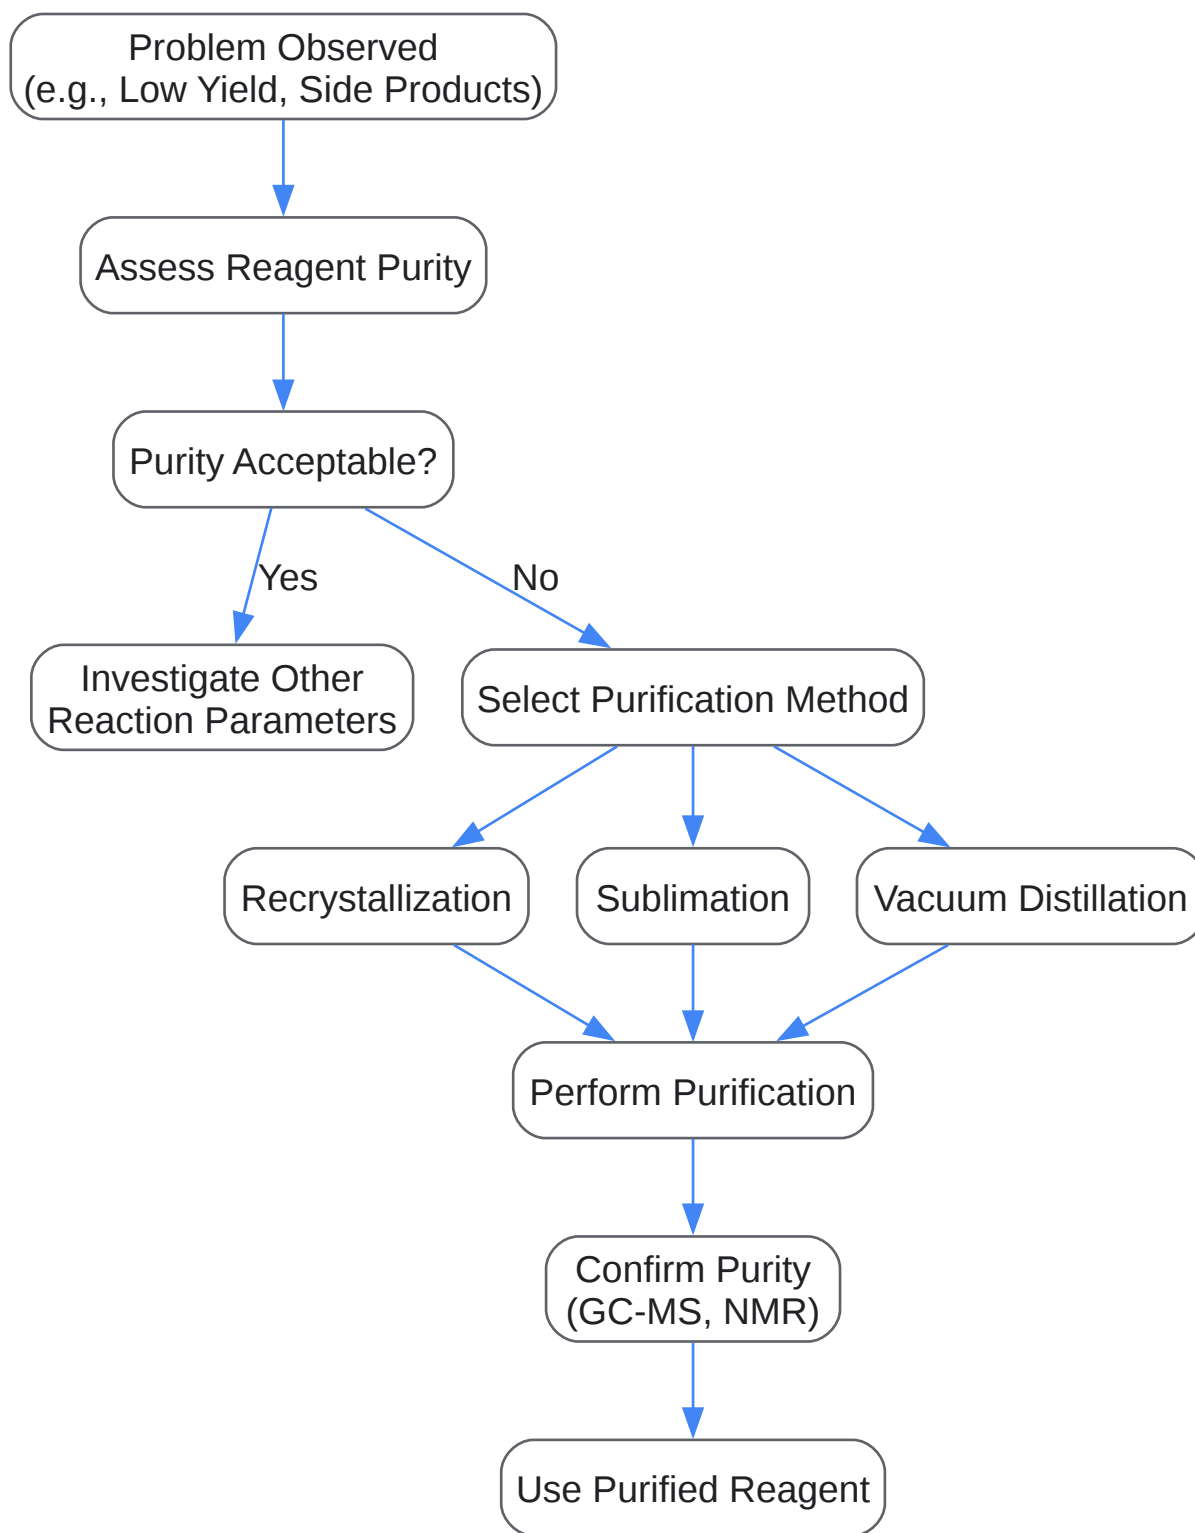 Problem Observed
(e.g., Low Yield, Side Products)
Assess Reagent Purity
Purity Acceptable?
Yes
No
Investigate Other
Reaction Parameters
Select Purification Method
Recrystallization
Sublimation
Vacuum Distillation
Perform Purification
Confirm Purity
(GC-MS, NMR)
Use Purified Reagent